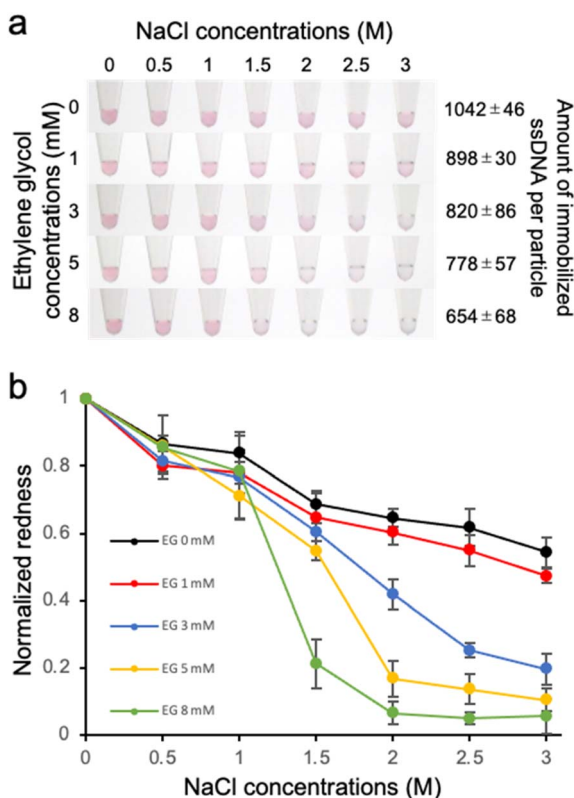 a
NaCl concentrations (M)
0 0.5 1 1.5 2 2.5 3
Ethylene glycol
concentrations (mM)
0
1
3
5
8
1042 ± 46
898 ± 30
820 ± 86
778 ± 57
654 ± 68
Amount of immobilized
ssDNA per particle
b
Normalized redness
1
0.8
0.6
0.4
0.2
0
EG 0 mM
EG 1 mM
EG 3 mM
EG 5 mM
EG 8 mM
0 0.5 1 1.5 2 2.5 3
NaCl concentrations (M)